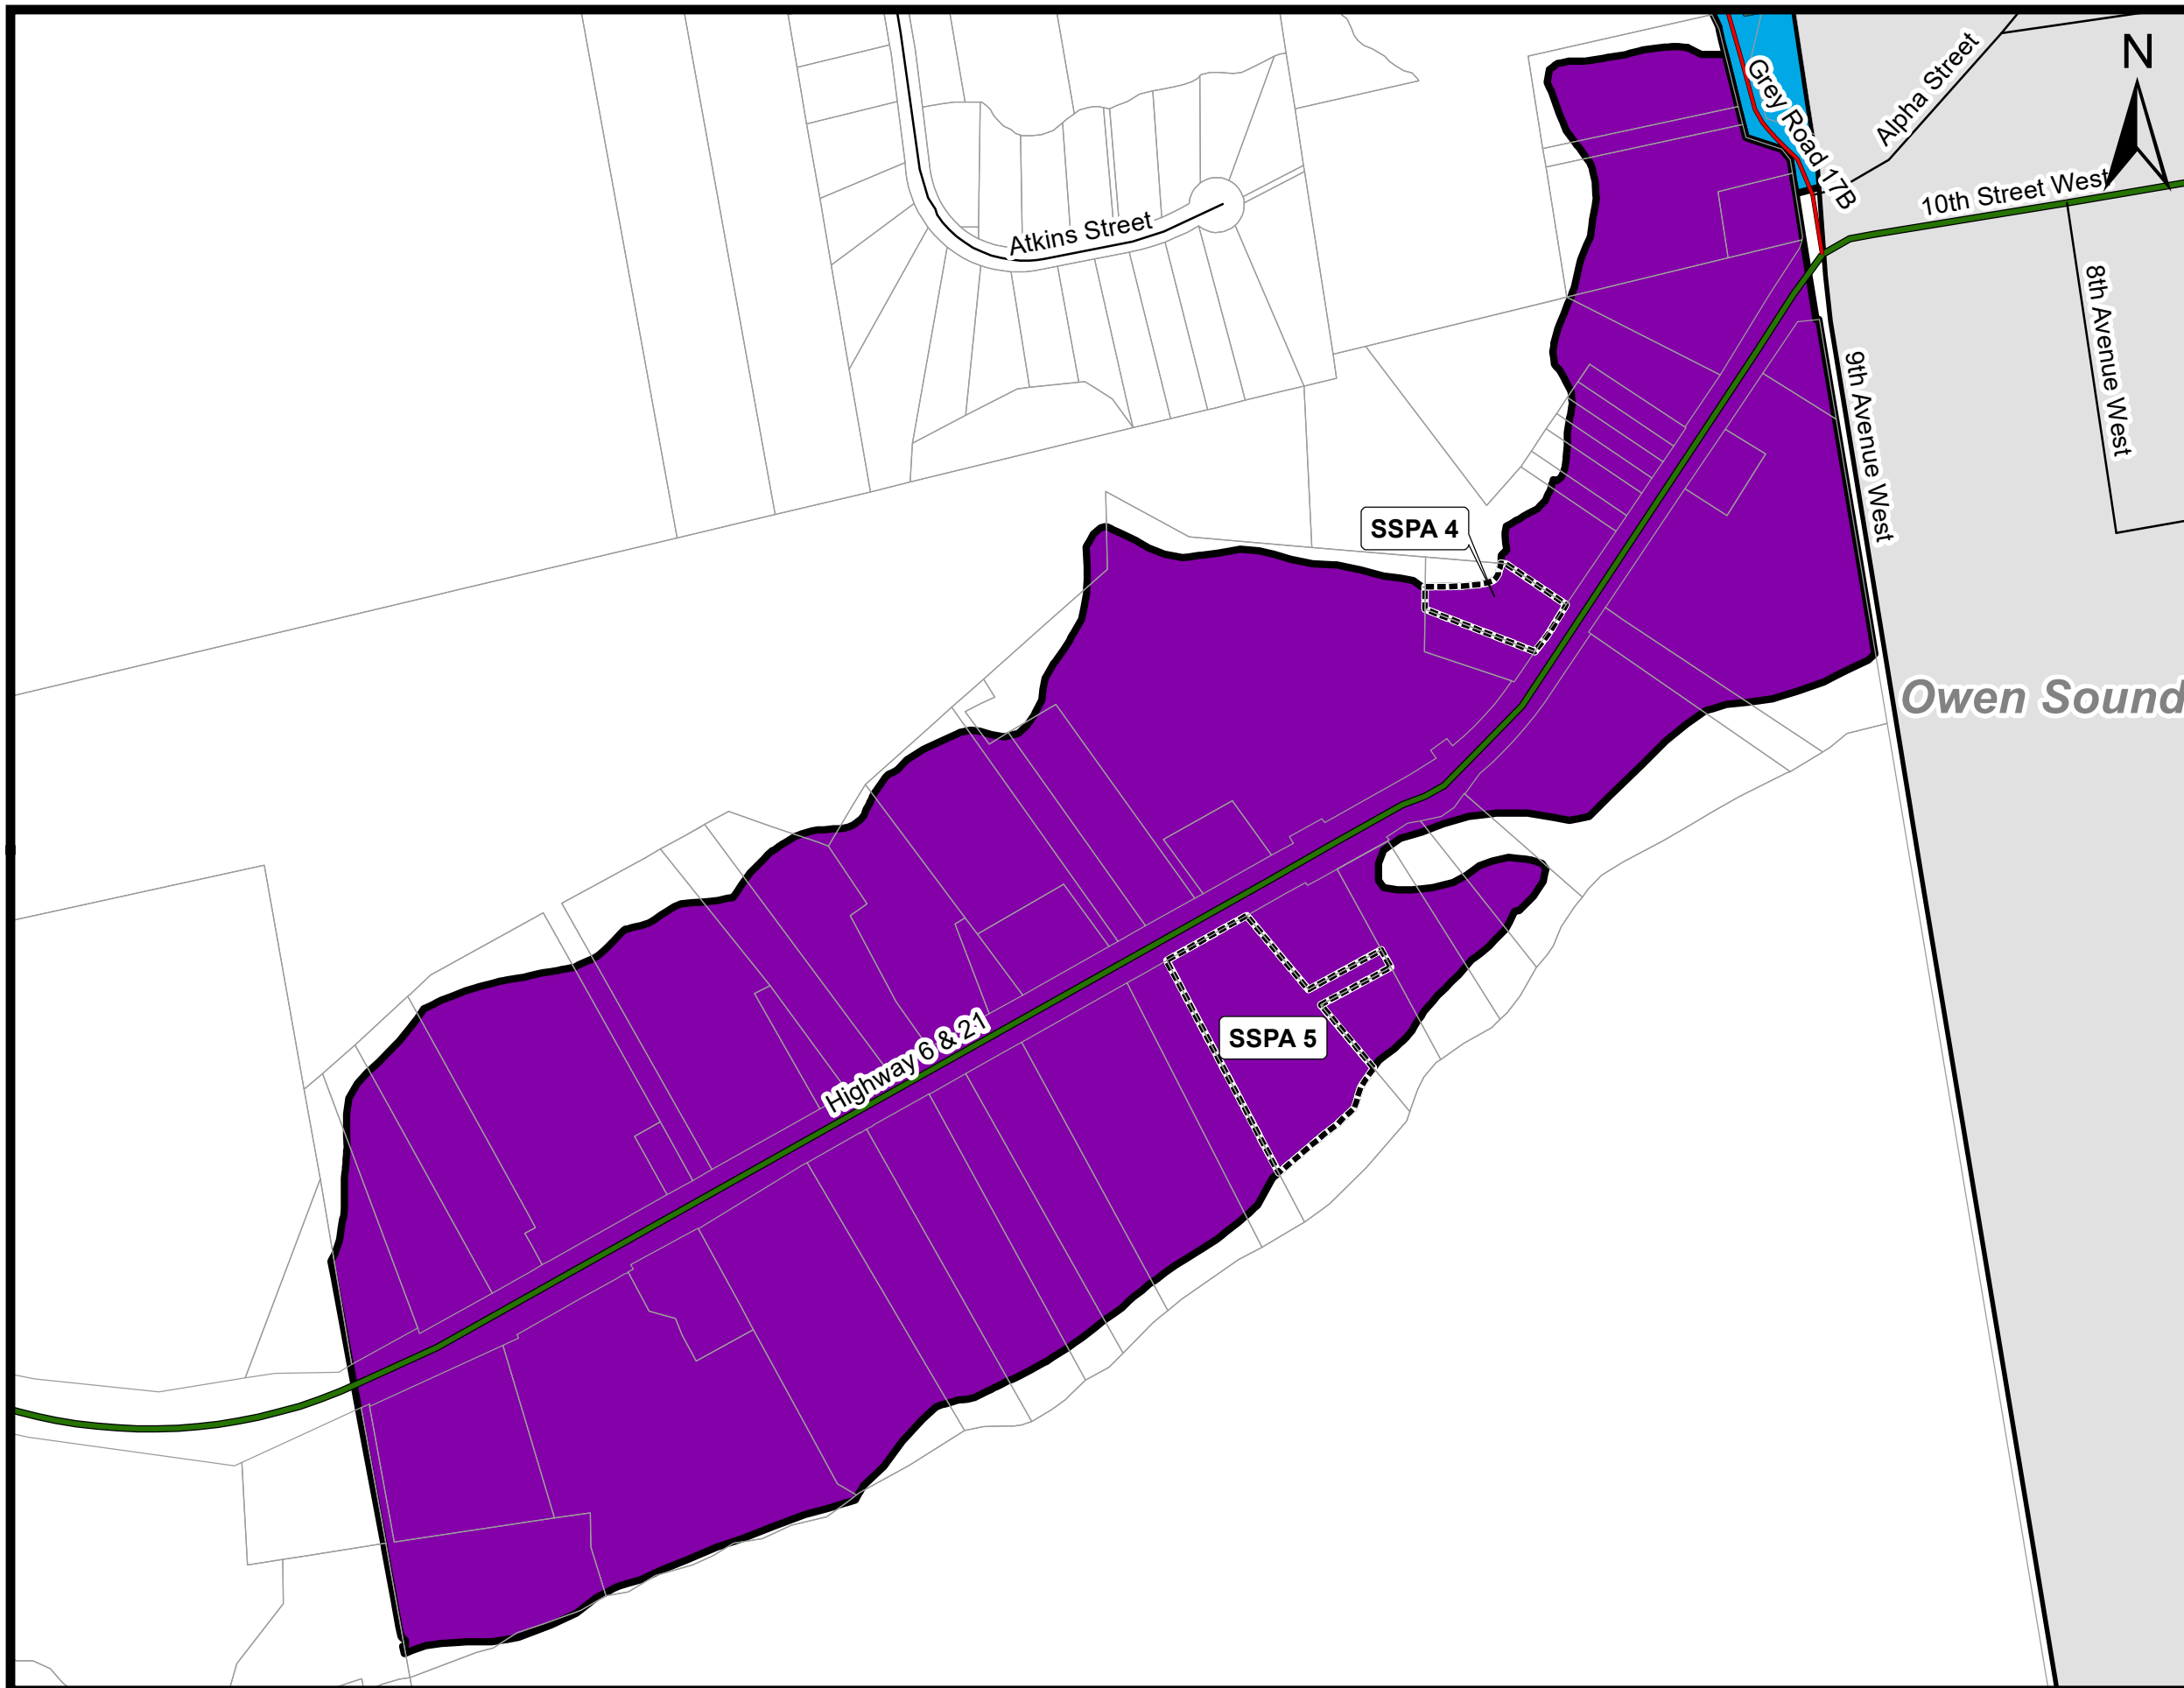 N
Alpha Street
Grey Road 17B
10th Street West
Atkins Street
8th Avenue West
9th Avenue West
SSPA 4
Owen Sound
SSPA 5
Highway 6 & 21